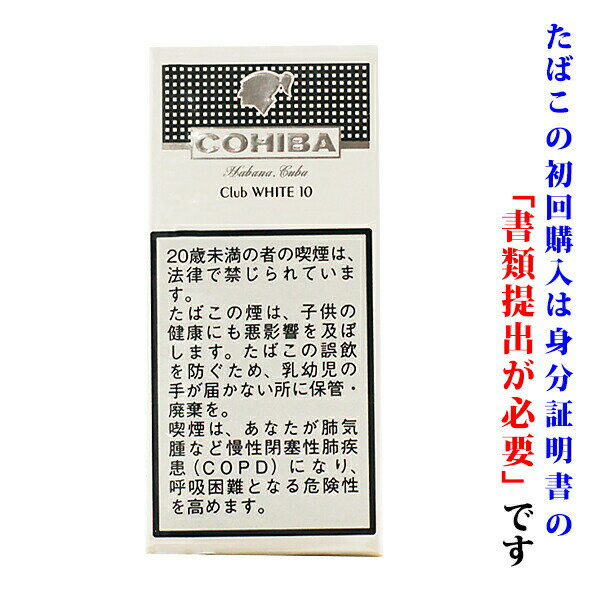 COHIBA
Habana, Cuba
Club WHITE 10
20歳未満の者の喫煙は、
法律で禁じられていま
す。
たばこの煙は、子供の
健康にも悪影響を及ぼ
します。たばこの誤飲
を防ぐため、乳幼児の
手が届かない所に保管・
廃棄を。
喫煙は、あなたが肺気
腫など慢性閉塞性肺疾
患(COPD)になり、
呼吸困難となる危険性
を高めます。
たばこの初回購入は身分証明書の
「書類提出が必要」です